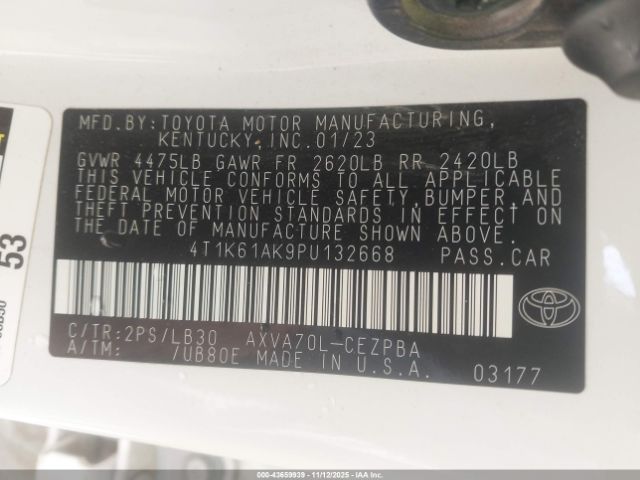 MFD.BY:TOYOTA MOTOR MANUFACTURING,
KENTUCKY,INC.01/23
GVWR 4475LB GAWR FR 2620LB RR 2420LB
THIS VEHICLE CONFORMS TO ALL APPLICABLE
FEDERAL MOTOR VEHICLE SAFETY,BUMPER,AND
THEFT PREVENTION STANDARDS IN EFFECT ON
THE DATE OF MANUFACTURE SHOWN ABOVE.
4T1K61AK9PU132668 PASS.CAR
C/TR:2PS/LB30 AXVA70L-CEZPBA
A/TM: /UB80E MADE IN U.S.A.
03177
53
©2025 43659939 - 11/12/2025 - IAAI Inc.